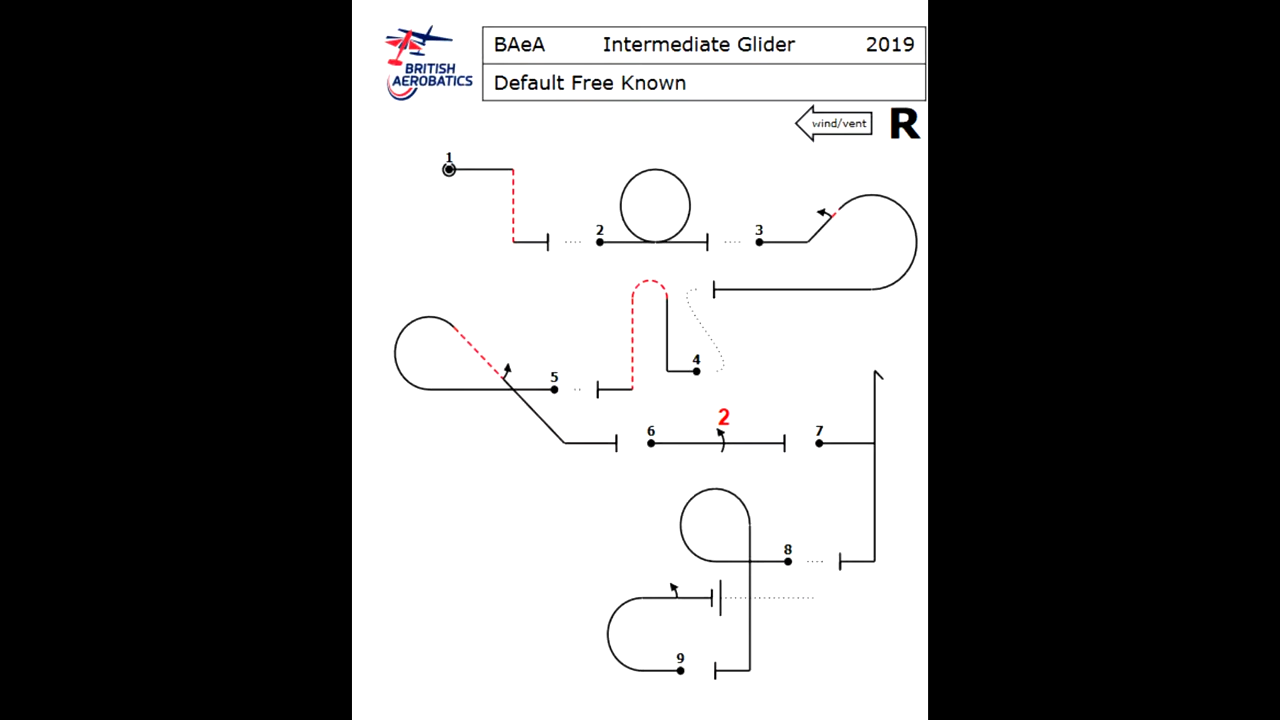 BAeA Intermediate Glider 2019
BRITISH
AEROBATICS
Default Free Known
wind/vent R
1
2
3
4
5
2
6
7
8
9